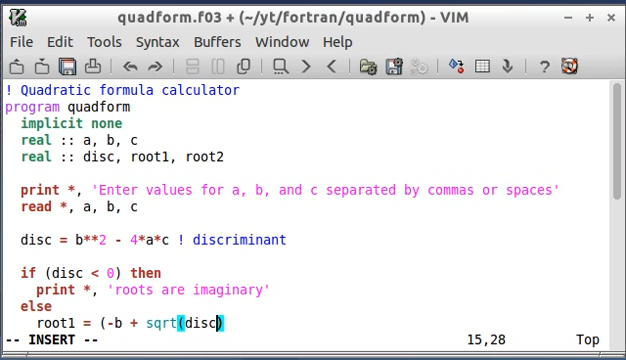 quadform.f03 + (~/yt/fortran/quadform) - VIM
File Edit Tools Syntax Buffers Window Help
! Quadratic formula calculator
program quadform
  implicit none
  real :: a, b, c
  real :: disc, root1, root2
  print *, 'Enter values for a, b, and c separated by commas or spaces'
  read *, a, b, c
  disc = b**2 - 4*a*c ! discriminant
  if (disc < 0) then
    print *, 'roots are imaginary'
  else
    root1 = (-b + sqrt(disc)
-- INSERT -- 15,28 Top